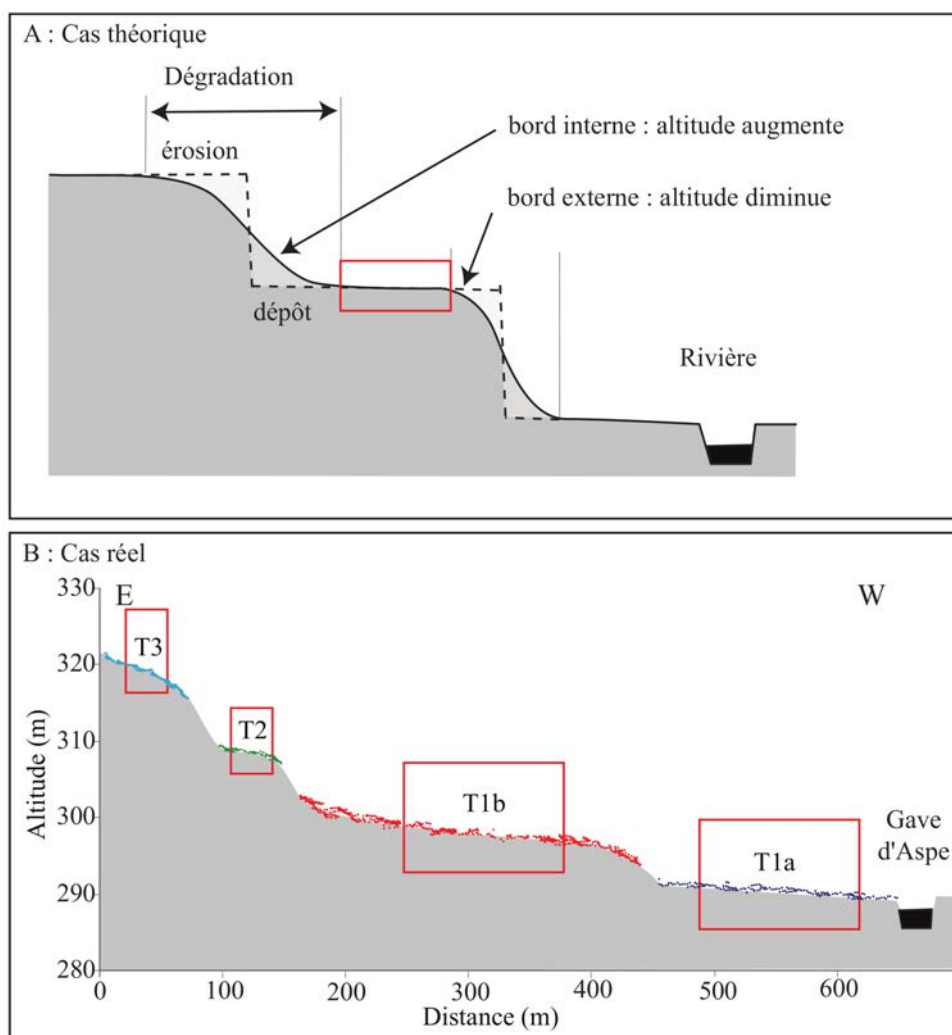 A : Cas théorique
Dégradation
bord interne : altitude augmente
érosion
bord externe : altitude diminue
dépôt
Rivière
B : Cas réel
330
E
W
T3
320
T2
310
T1b
Gave
d'Aspe
300
T1a
290
280
Altitude (m)
0
100
200
300
400
500
600
Distance (m)